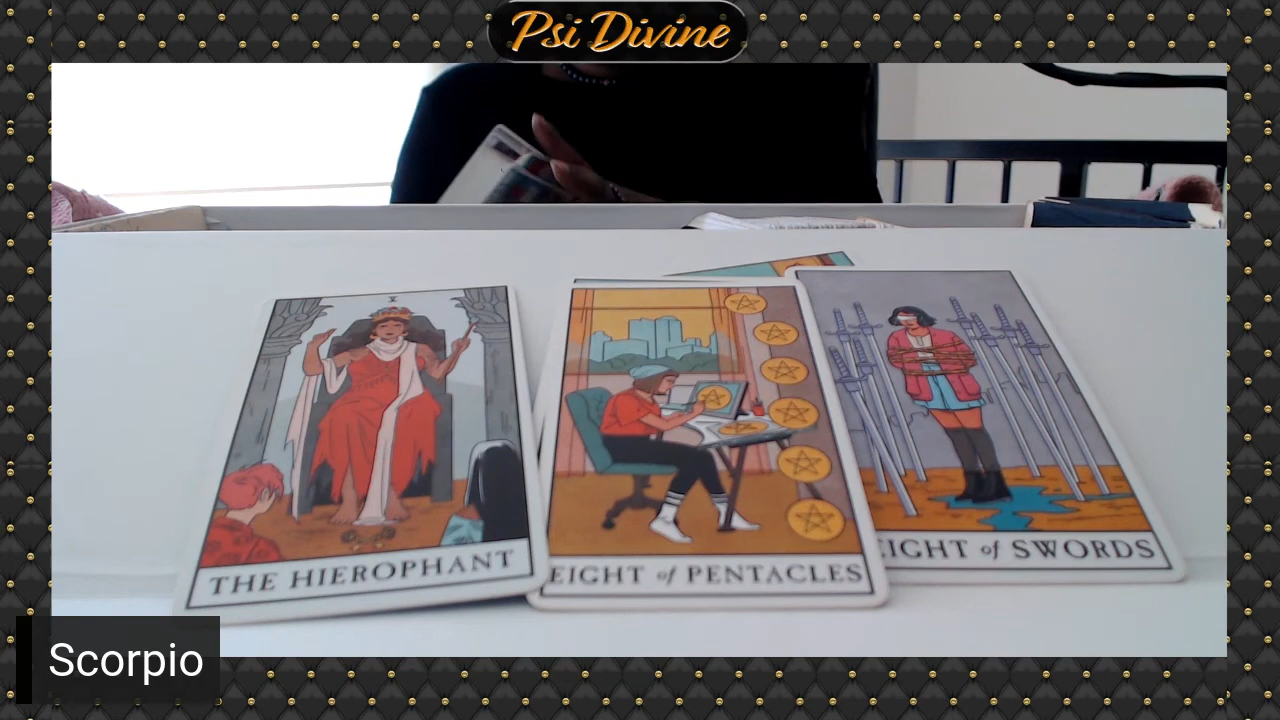 Psi Divine
V
THE HIEROPHANT
EIGHT of PENTACLES
EIGHT of SWORDS
Scorpio